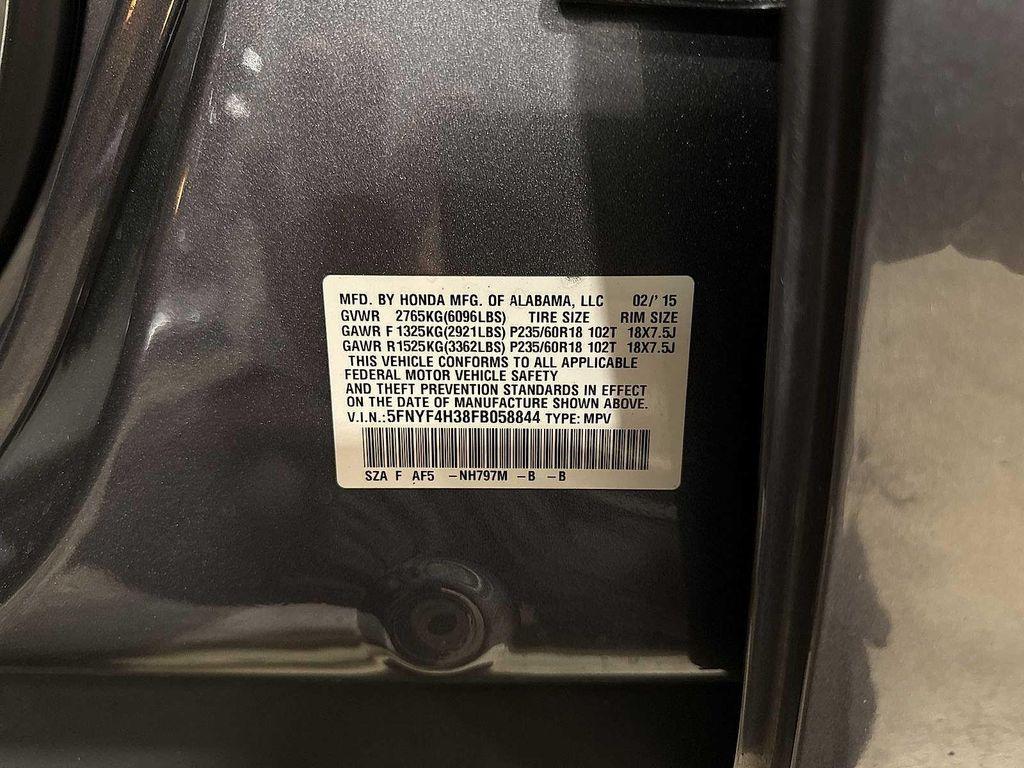 MFD. BY HONDA MFG. OF ALABAMA, LLC 02/'15
GVWR 2765KG(6096LBS) TIRE SIZE RIM SIZE
GAWR F 1325KG(2921LBS) P235/60R18 102T 18X7.5J
GAWR R1525KG(3362LBS) P235/60R18 102T 18X7.5J
THIS VEHICLE CONFORMS TO ALL APPLICABLE
FEDERAL MOTOR VEHICLE SAFETY
AND THEFT PREVENTION STANDARDS IN EFFECT
ON THE DATE OF MANUFACTURE SHOWN ABOVE.
V.I.N.:5FNYF4H38FB058844 TYPE: MPV
SZA F AF5 -NH797M -B -B